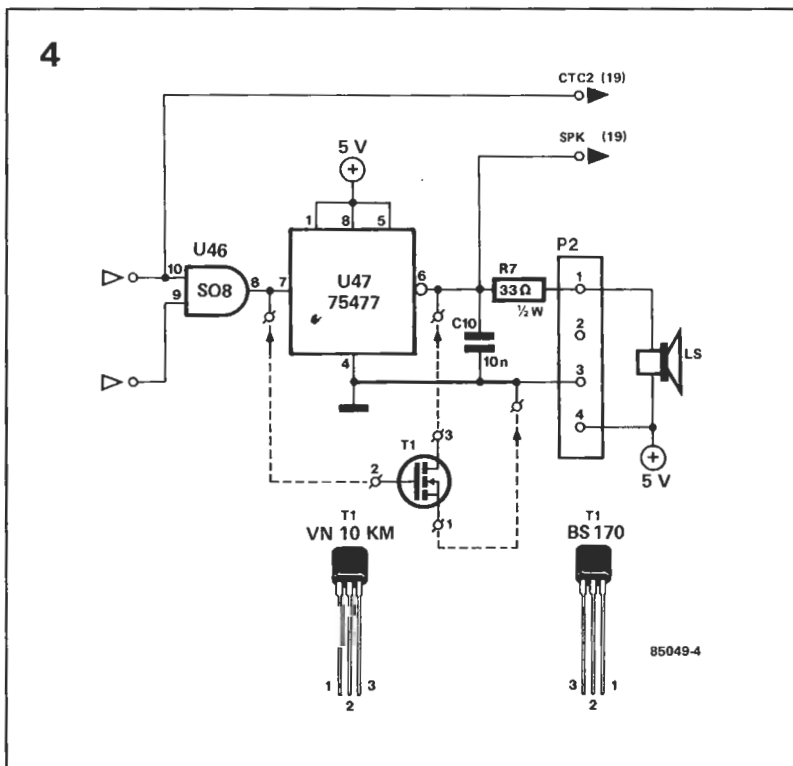 4
CTC2 (19)
SPK (19)
5 V
+
1 8 5
U46
10
9
S08
8
7
U47
75477
6
4
R7
33Ω
½ W
C10
10n
P2
1
2
3
4
LS
+
5 V
T1
3
2
1
T1
VN 10 KM
1 2 3
T1
BS 170
3 2 1
85049-4